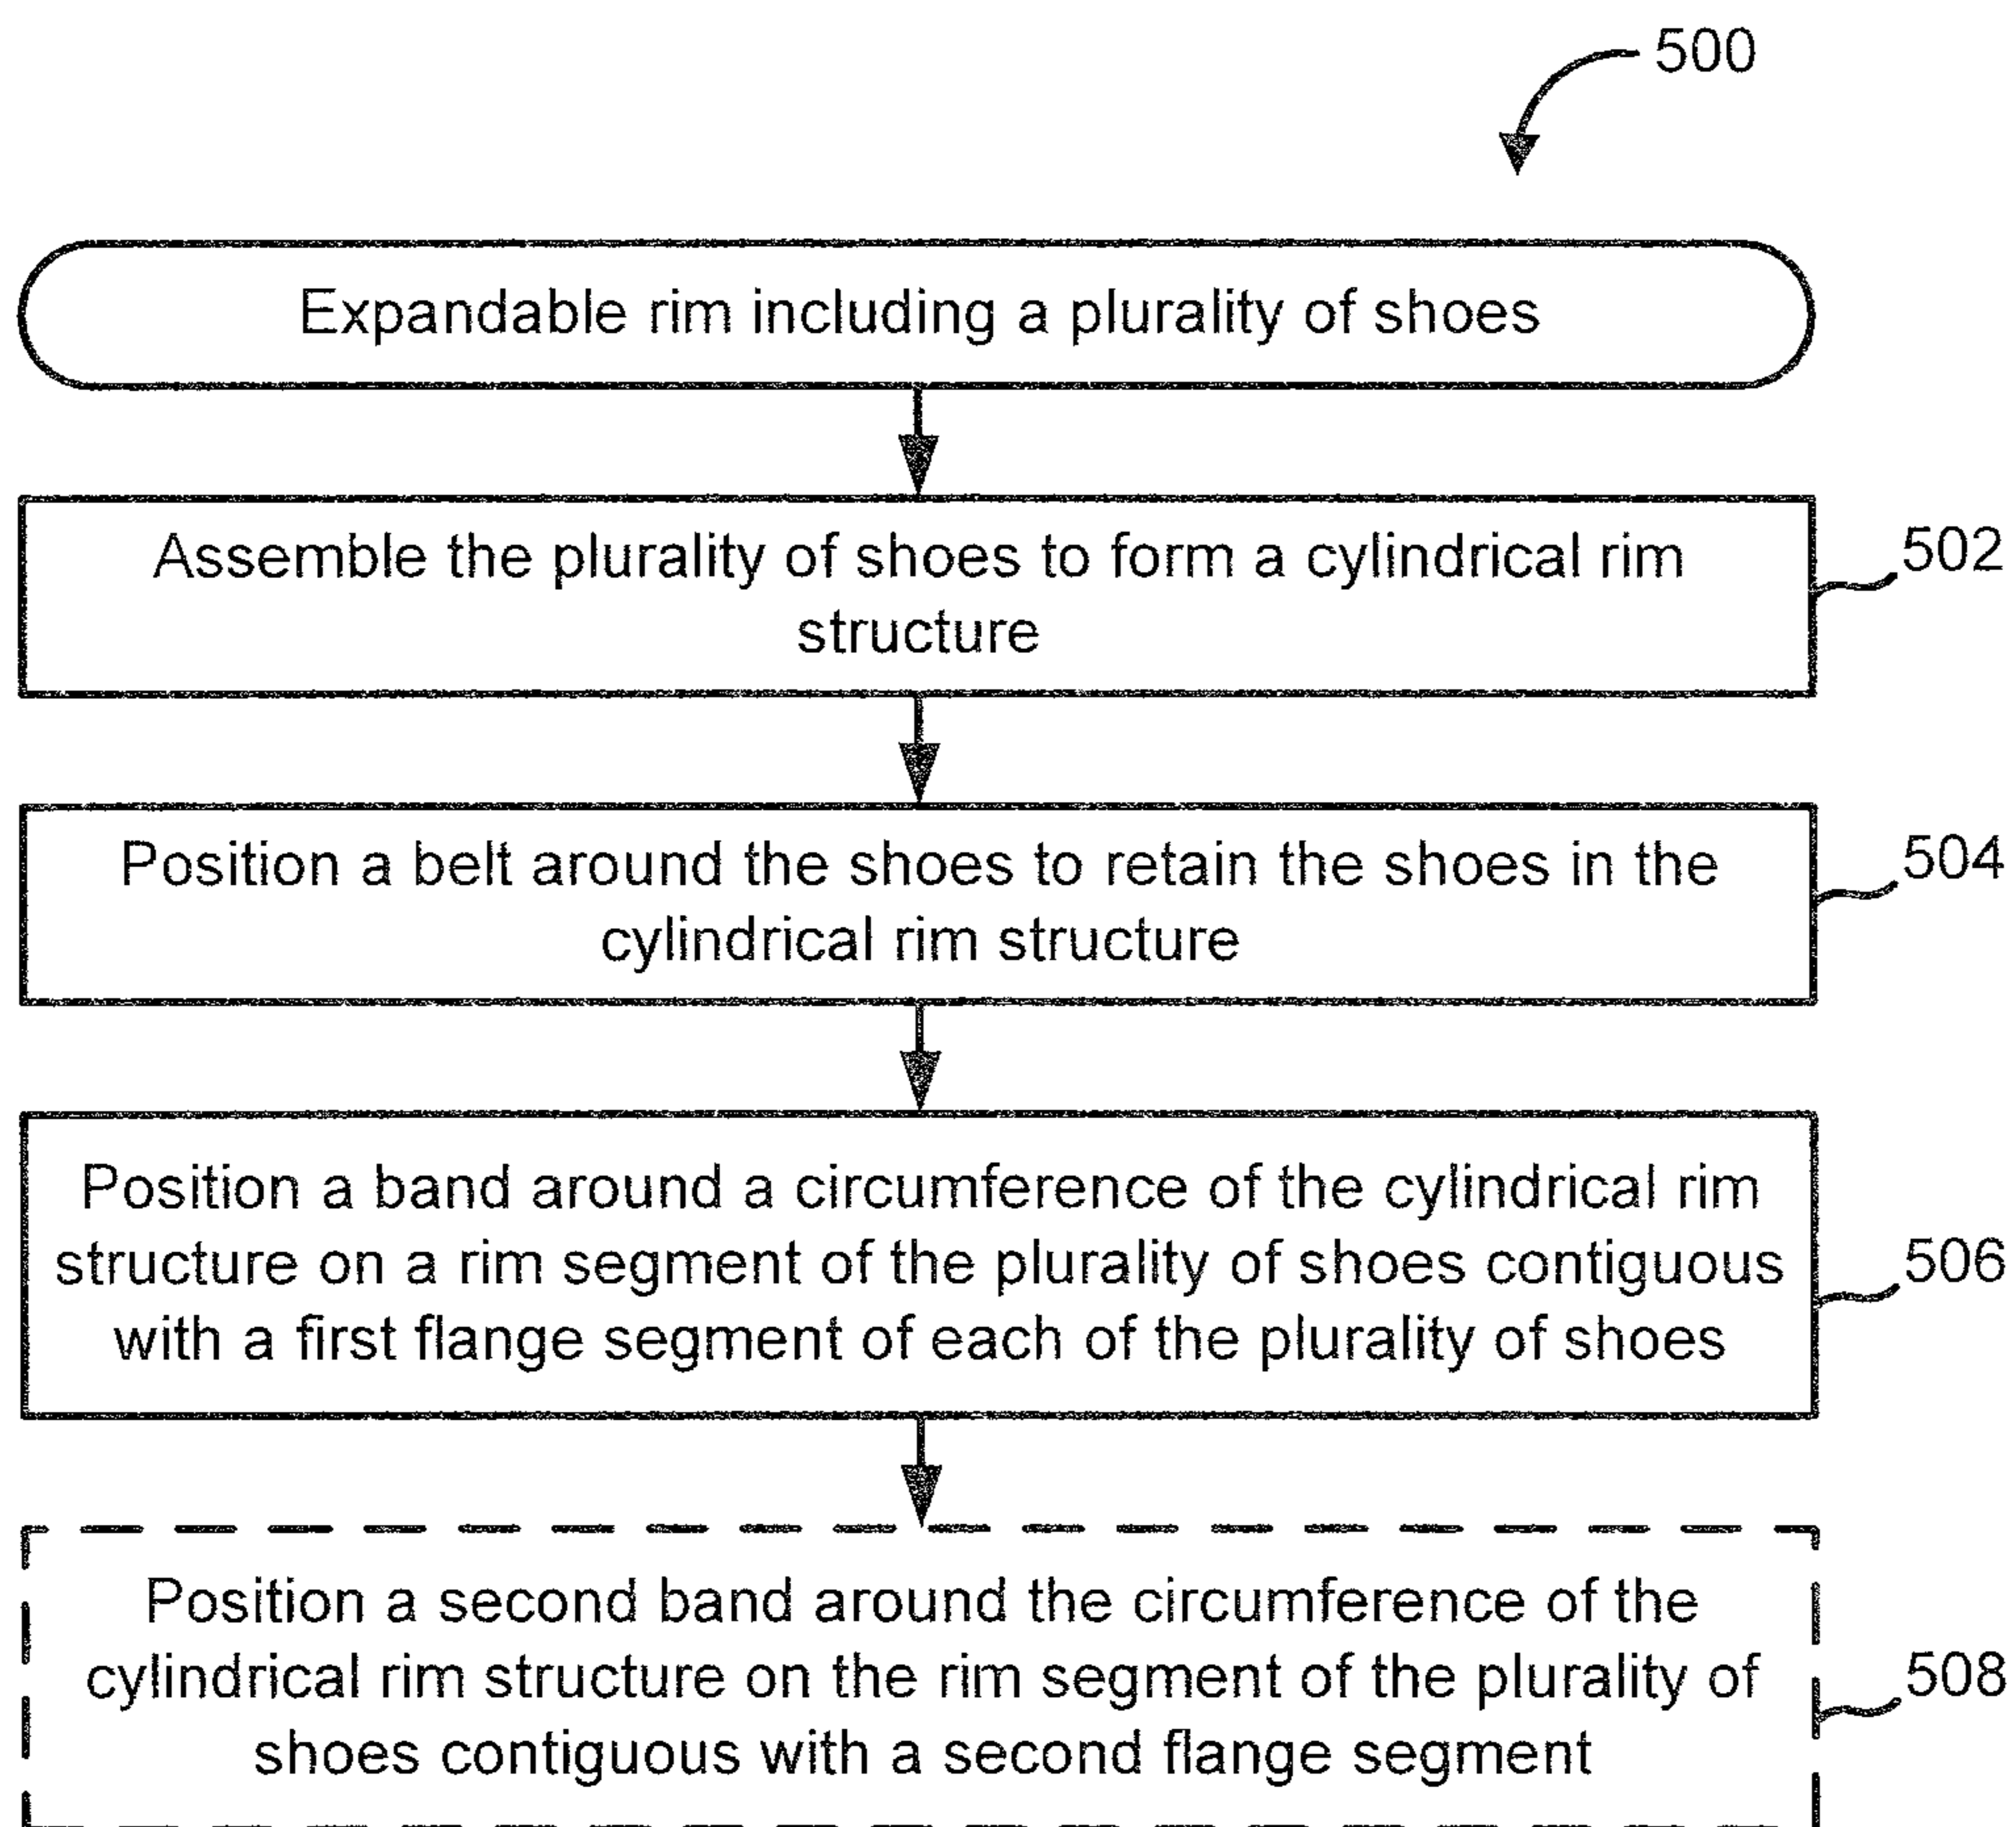 500
Expandable rim including a plurality of shoes
Assemble the plurality of shoes to form a cylindrical rim
structure
502
Position a belt around the shoes to retain the shoes in the
cylindrical rim structure
504
Position a band around a circumference of the cylindrical rim
structure on a rim segment of the plurality of shoes contiguous
with a first flange segment of each of the plurality of shoes
506
Position a second band around the circumference of the
cylindrical rim structure on the rim segment of the plurality of
shoes contiguous with a second flange segment
508